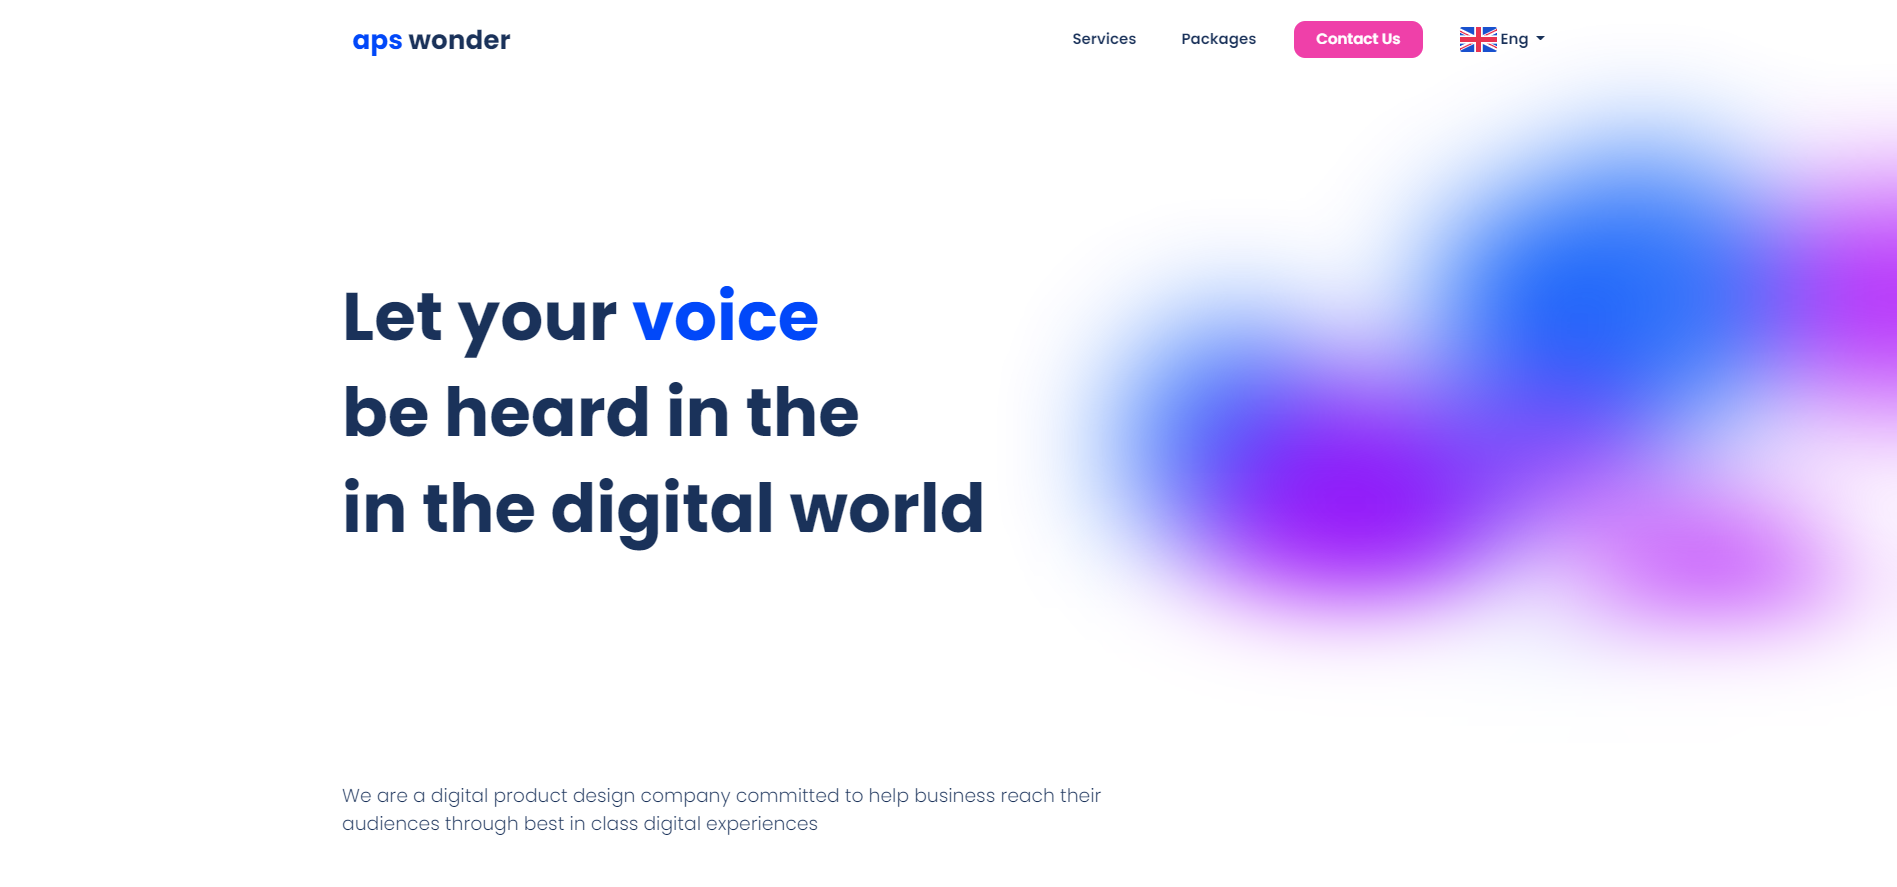 aps wonder
Services
Packages
Contact Us
Eng
Let your voice
be heard in the
in the digital world
We are a digital product design company committed to help business reach their
audiences through best in class digital experiences